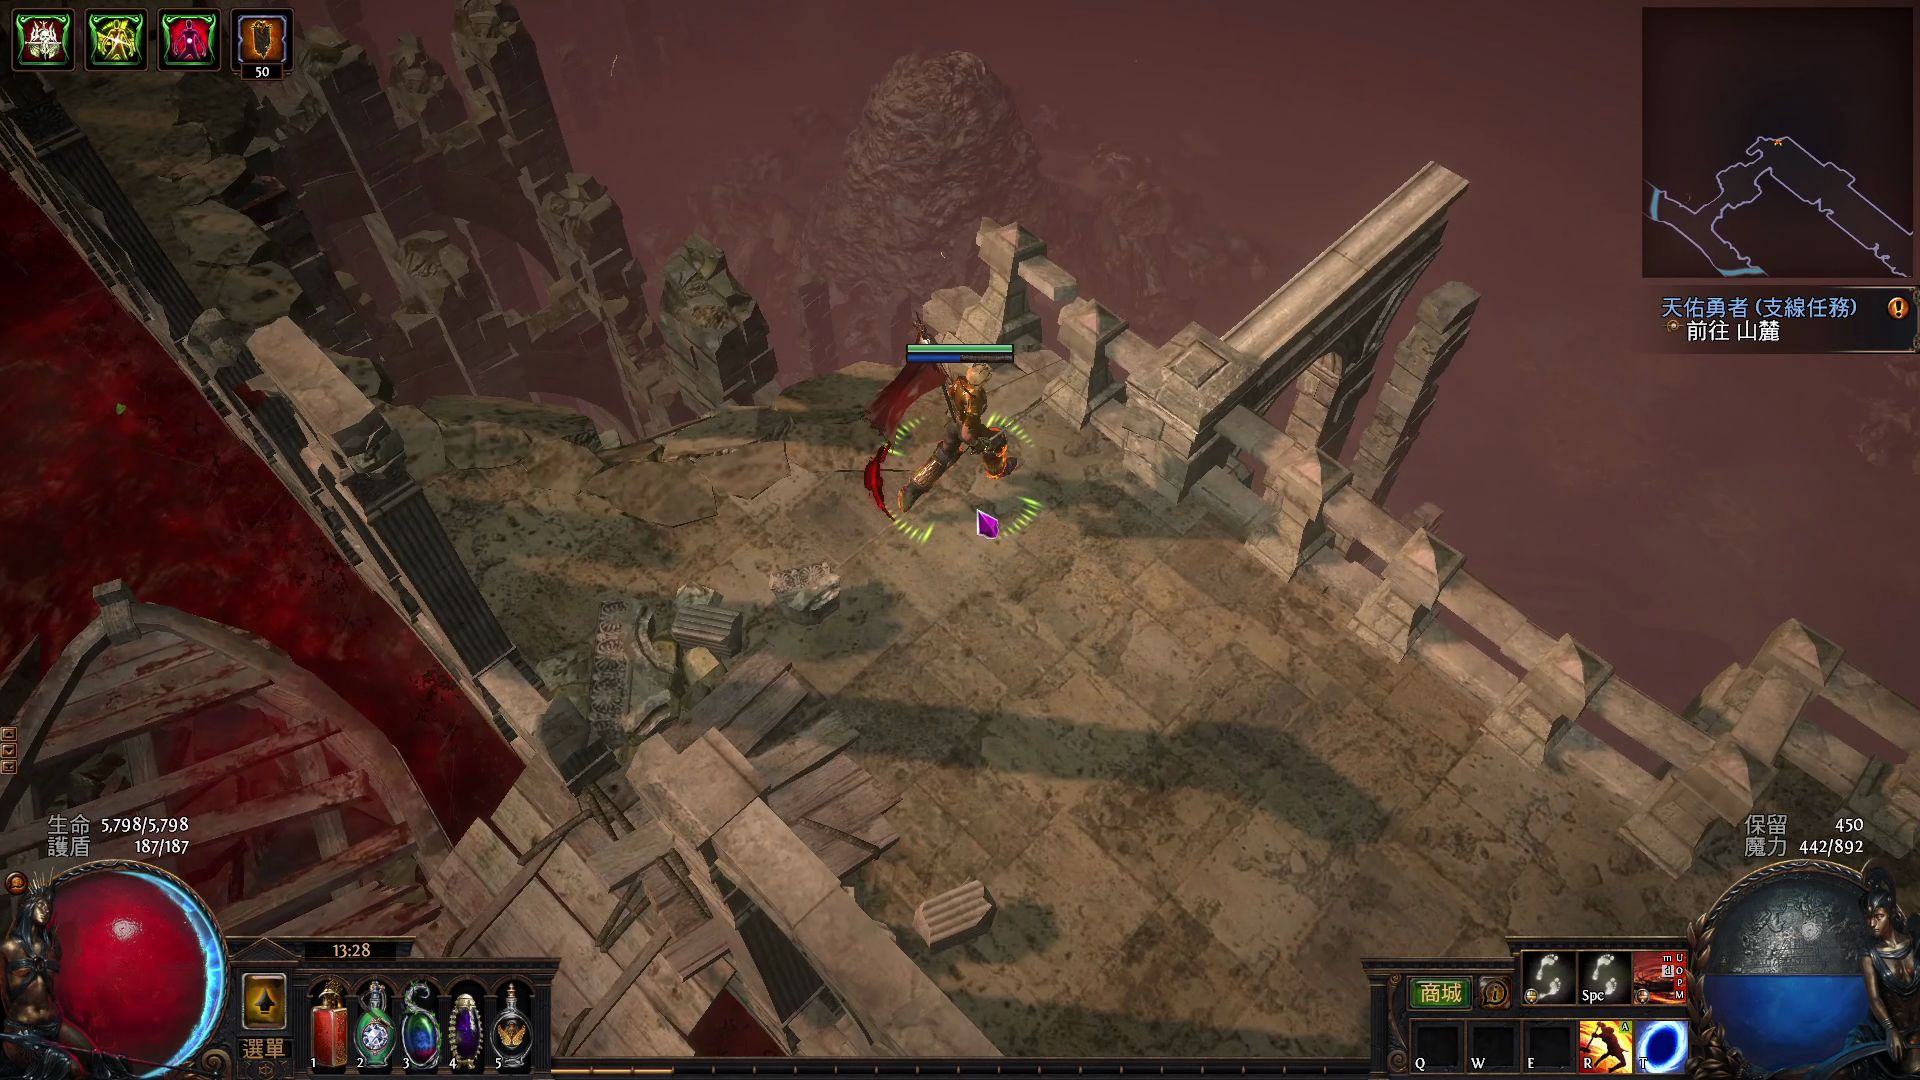 50
天佑勇者 (支線任務)
前往 山麓
生命 5,798/5,798
護盾 187/187
保留 450
魔力 442/892
13:28
選單
1 2 3 4 5
商城
Spc
Q W E R T
A